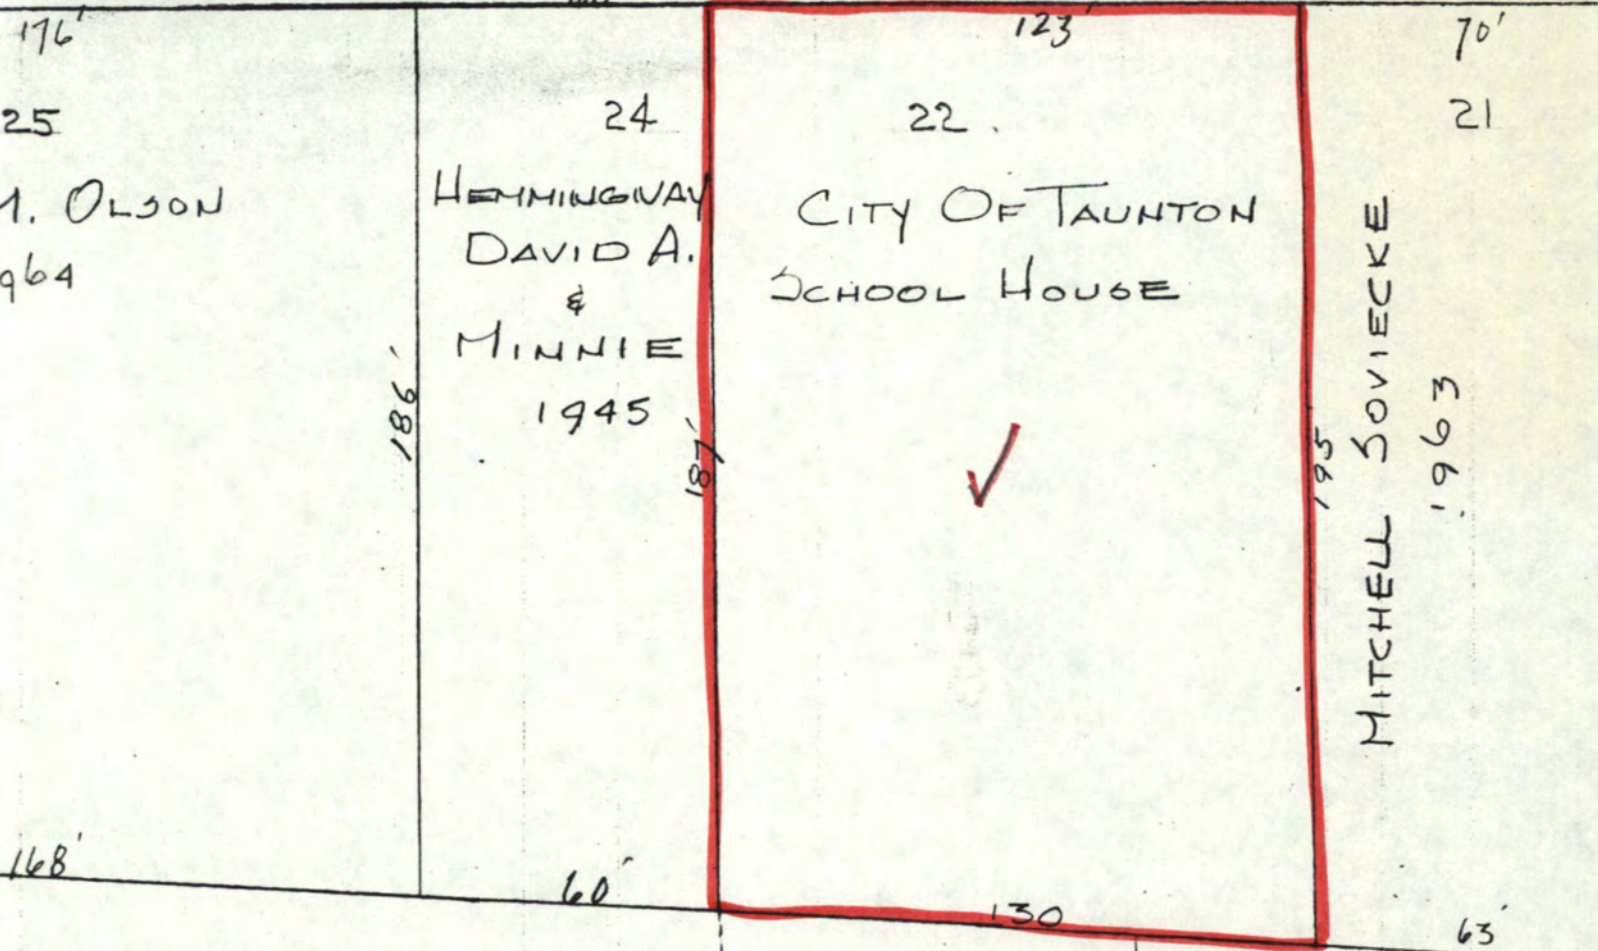 176'
123'
70'
25
24
22.
21
M. OLSON
964
HEMMINGWAY
DAVID A.
&
MINNIE
1945
CITY OF TAUNTON
SCHOOL HOUSE
MITCHELL SOVIECKE
1963
186'
187'
195'
168'
60'
130
63'